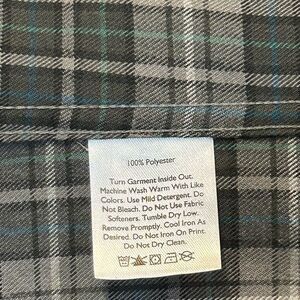 100% Polyester
Turn Garment Inside Out.
Machine Wash Warm With Like
Colors. Use Mild Detergent. Do
Not Bleach. Do Not Use Fabric
Softeners. Tumble Dry Low.
Remove Promptly. Cool Iron As
Desired. Do Not Iron On Print.
Do Not Dry Clean.